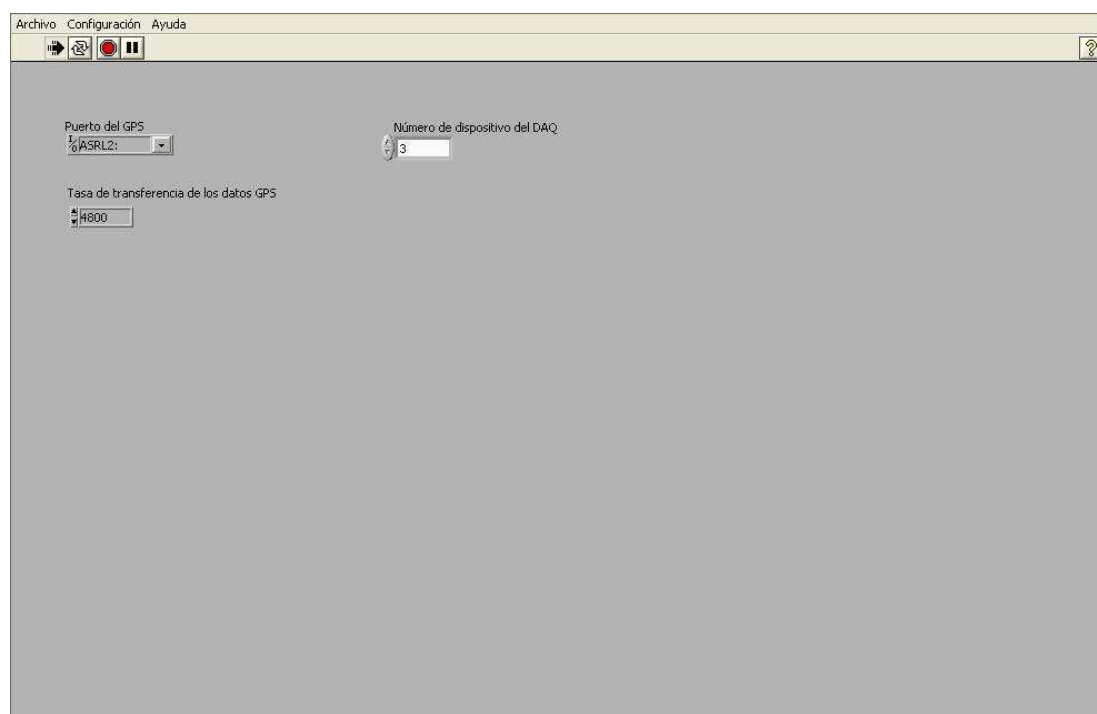 Archivo Configuración Ayuda
Puerto del GPS
ASRL2:
Número de dispositivo del DAQ
3
Tasa de transferencia de los datos GPS
4800